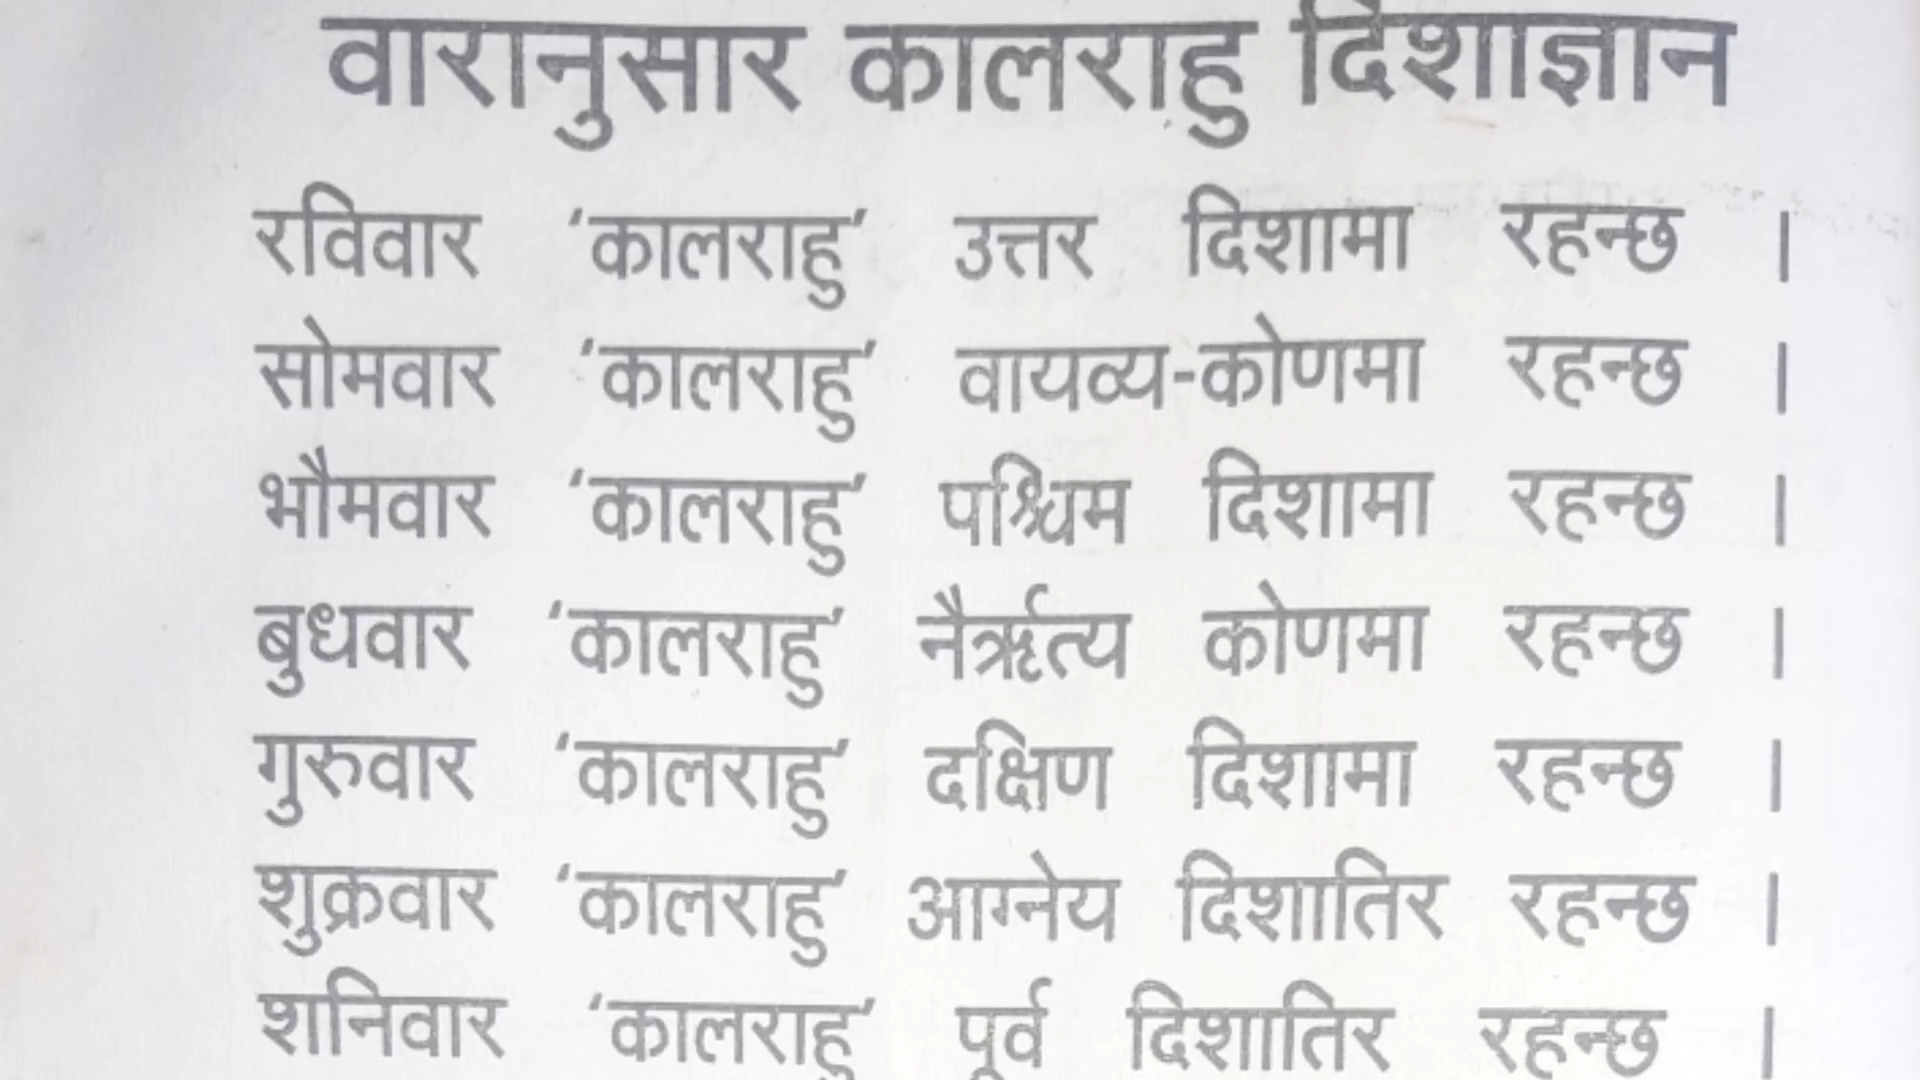 वारानुसार कालराहु दिशाज्ञान
रविवार ‘कालराहु’ उत्तर दिशामा रहन्छ ।
सोमवार ‘कालराहु’ वायव्य-कोणमा रहन्छ ।
भौमवार ‘कालराहु’ पश्चिम दिशामा रहन्छ ।
बुधवार ‘कालराहु’ नैर्ऋत्य कोणमा रहन्छ ।
गुरुवार ‘कालराहु’ दक्षिण दिशामा रहन्छ ।
शुक्रवार ‘कालराहु’ आग्नेय दिशातिर रहन्छ ।
शनिवार ‘कालराहु’ पूर्व दिशातिर रहन्छ ।